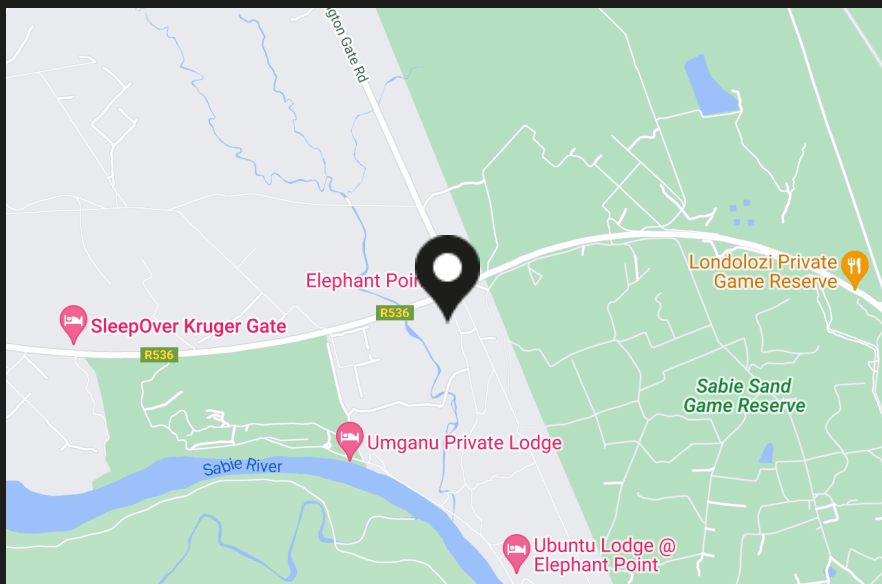 gton Gate Rd
Londolozi Private
Game Reserve
Elephant Poin
R536
SleepOver Kruger Gate
R536
Sabie Sand
Game Reserve
Umganu Private Lodge
Sabie River
Ubuntu Lodge @
Elephant Point